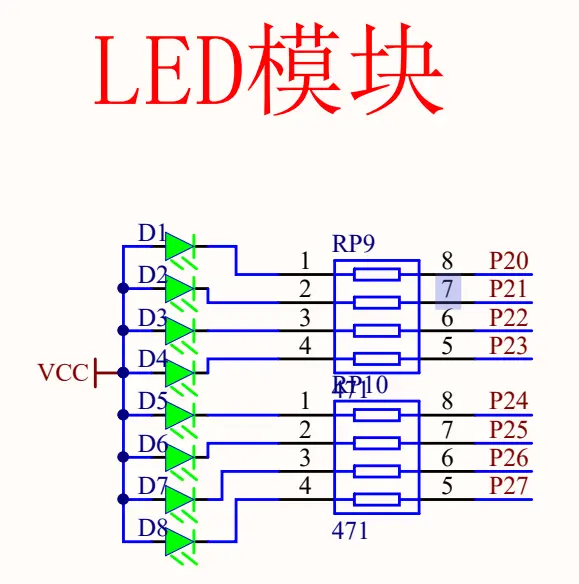 LED模块
D1
RP9
1 8 P20
D2
2 7 P21
D3
3 6 P22
D4
4 5 P23
VCC
471
RP10
D5
1 8 P24
D6
2 7 P25
D7
3 6 P26
D8
4 5 P27
471